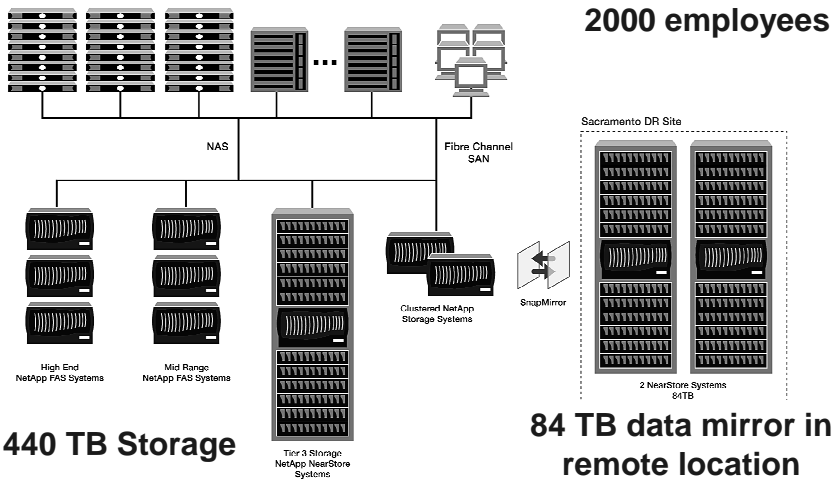 2000 employees
...
NAS
Fibre Channel
SAN
Sacramento DR Site
SnapMirror
Clustered NetApp
Storage Systems
High End
NetApp FAS Systems
Mid Range
NetApp FAS Systems
2 NearStore Systems
84TB
440 TB Storage
Tier 3 Storage
NetApp NearStore
Systems
84 TB data mirror in
remote location